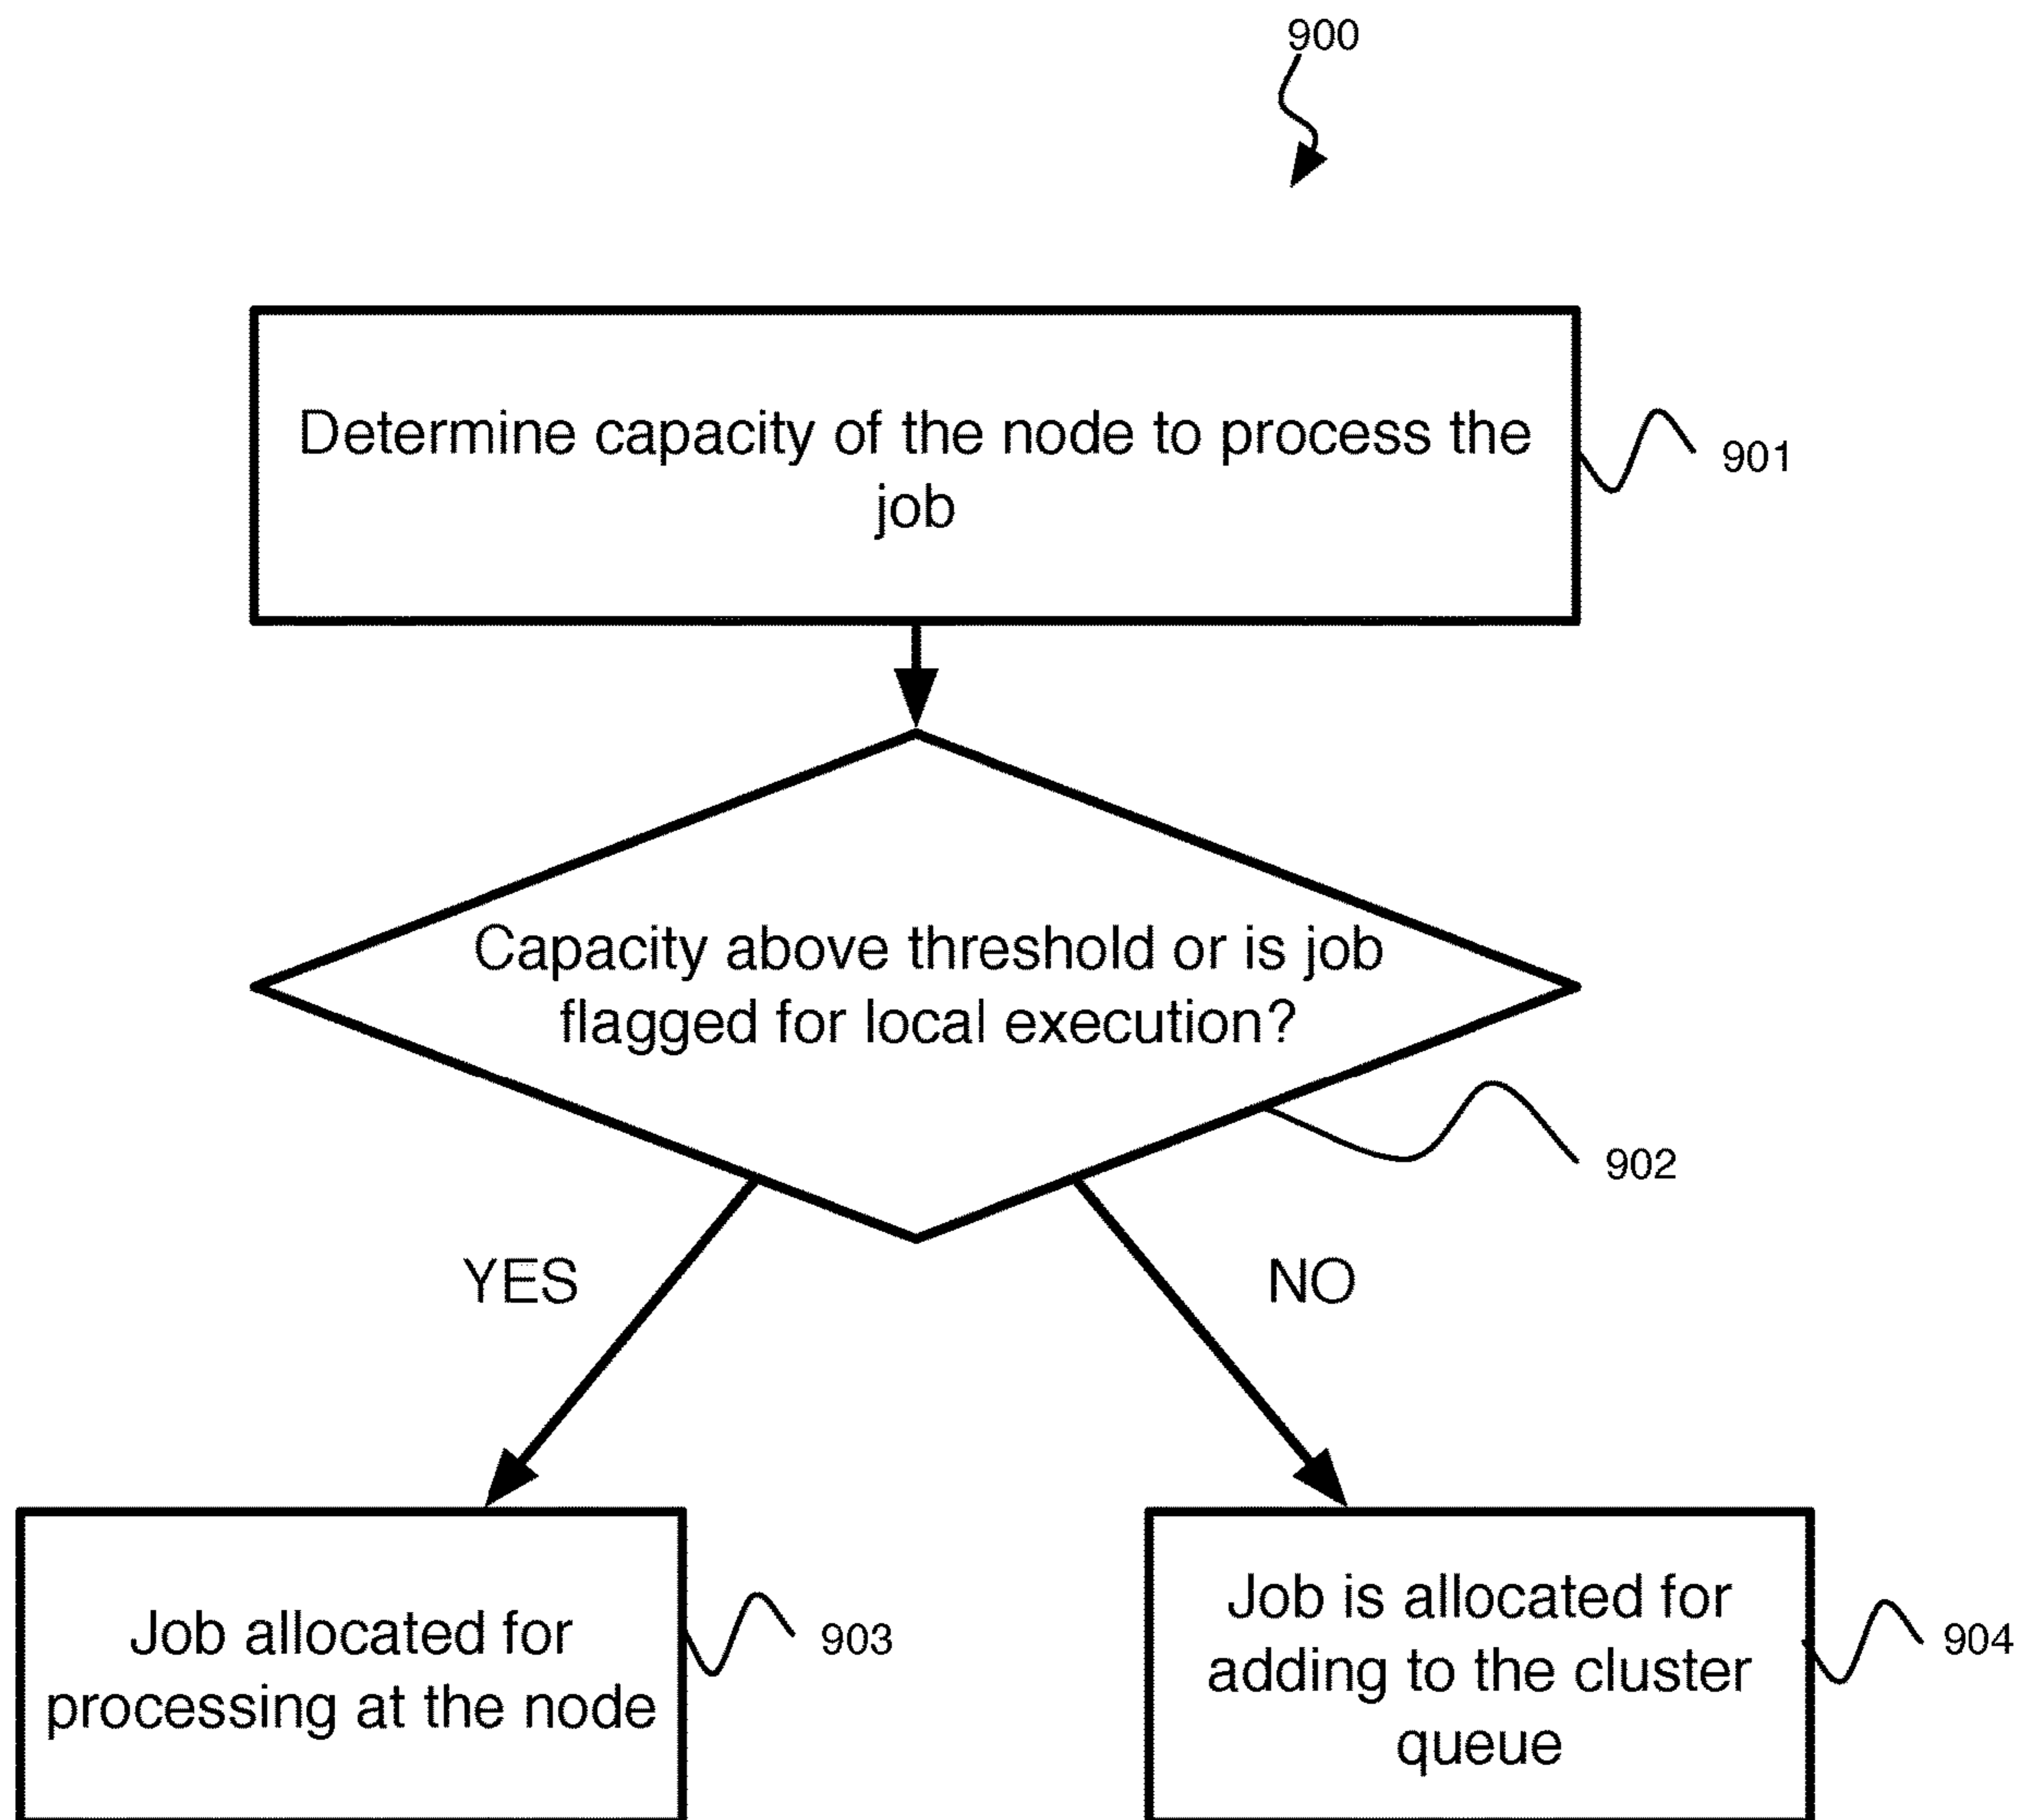 900
Determine capacity of the node to process the
job
901
Capacity above threshold or is job
flagged for local execution?
902
YES
NO
Job allocated for
processing at the node
903
Job is allocated for
adding to the cluster
queue
904